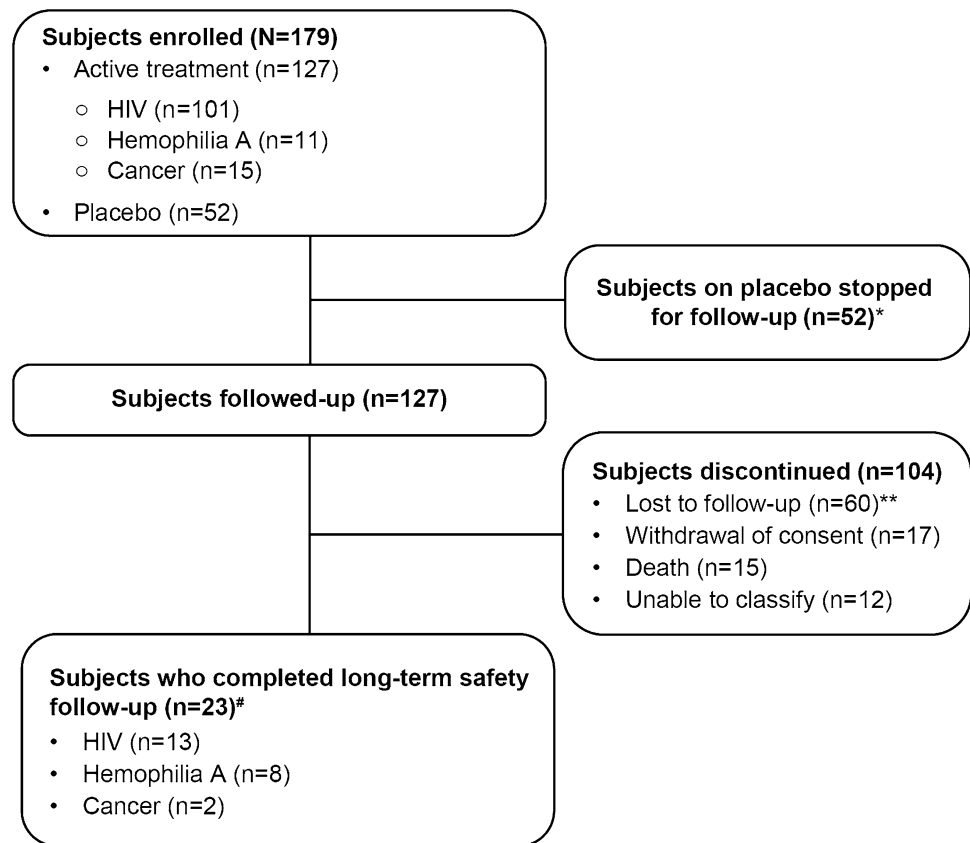 Subjects enrolled (N=179)
• Active treatment (n=127)
○ HIV (n=101)
○ Hemophilia A (n=11)
○ Cancer (n=15)
• Placebo (n=52)
Subjects on placebo stopped
for follow-up (n=52)*
Subjects followed-up (n=127)
Subjects discontinued (n=104)
• Lost to follow-up (n=60)**
• Withdrawal of consent (n=17)
• Death (n=15)
• Unable to classify (n=12)
Subjects who completed long-term safety
follow-up (n=23)#
• HIV (n=13)
• Hemophilia A (n=8)
• Cancer (n=2)